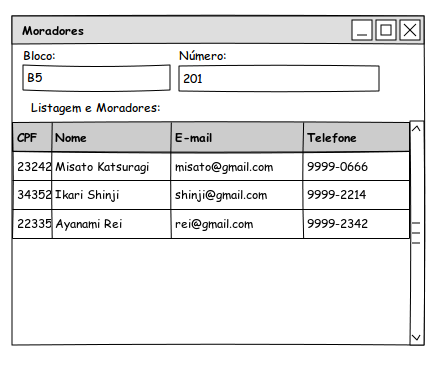 Moradores
Bloco: Número:
B5 201
Listagem e Moradores:
CPF Nome E-mail Telefone
23242 Misato Katsuragi misato@gmail.com 9999-0666
34352 Ikari Shinji shinji@gmail.com 9999-2214
22335 Ayanami Rei rei@gmail.com 9999-2342